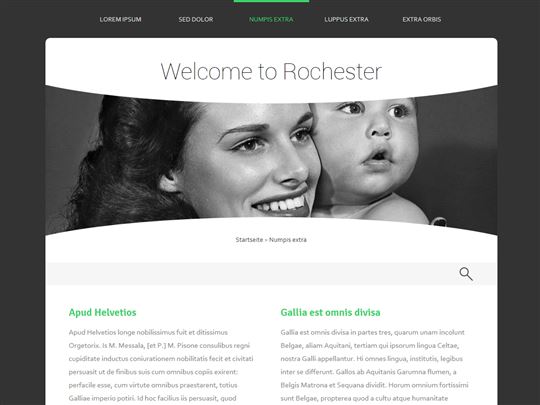 LOREM IPSUM SED DOLOR NUMPIS EXTRA LUPPUS EXTRA EXTRA ORBIS
Welcome to Rochester
Startseite » Numpis extra
Apud Helvetios
Apud Helvetios longe nobilissimus fuit et ditissimus
Orgetorix. Is M. Messala, [et P.] M. Pisone consulibus regni
cupiditate inductus coniurationem nobilitatis fecit et civitati
persuasit ut de finibus suis cum omnibus copiis exirent:
perfacile esse, cum virtute omnibus praestarent, totius
Galliae imperio potiri. Id hoc facilius iis persuasit, quod
Gallia est omnis divisa
Gallia est omnis divisa in partes tres, quarum unam incolunt
Belgae, aliam Aquitani, tertiam qui ipsorum lingua Celtae,
nostra Galli appellantur. Hi omnes lingua, institutis, legibus
inter se differunt. Gallos ab Aquitanis Garumna flumen, a
Belgis Matrona et Sequana dividit. Horum omnium fortissimi
sunt Belgae, propterea quod a cultu atque humanitate